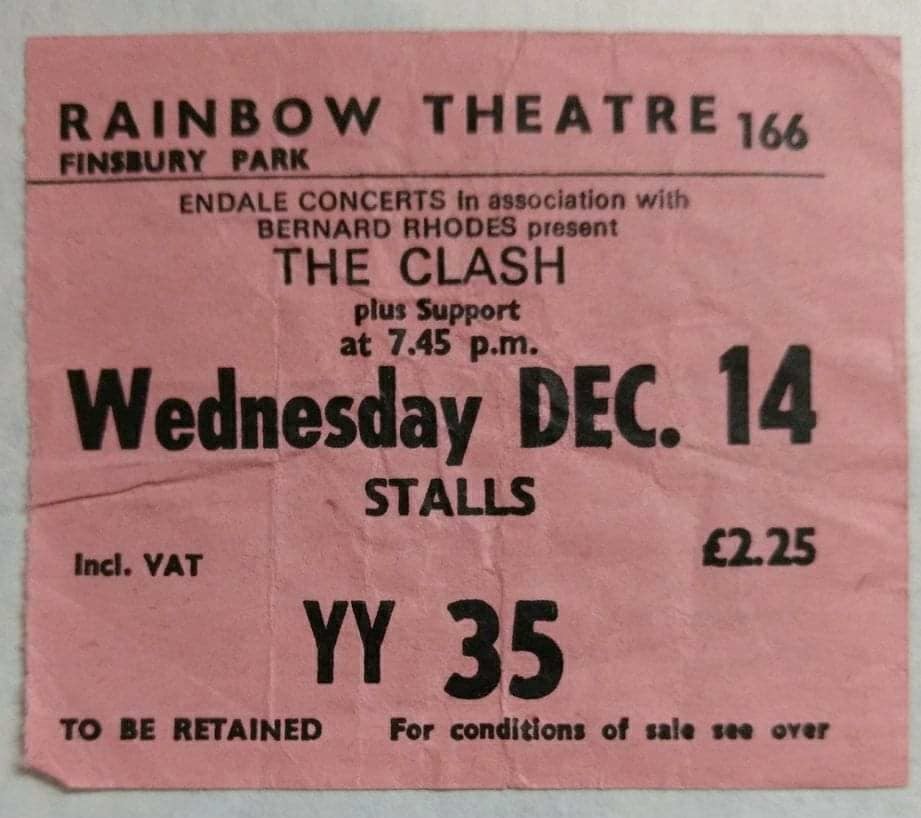 RAINBOW THEATRE 166
FINSBURY PARK
ENDALE CONCERTS in association with
BERNARD RHODES present
THE CLASH
plus Support
at 7.45 p.m.
Wednesday DEC. 14
STALLS
Incl. VAT £2.25
YY 35
TO BE RETAINED For conditions of sale see over